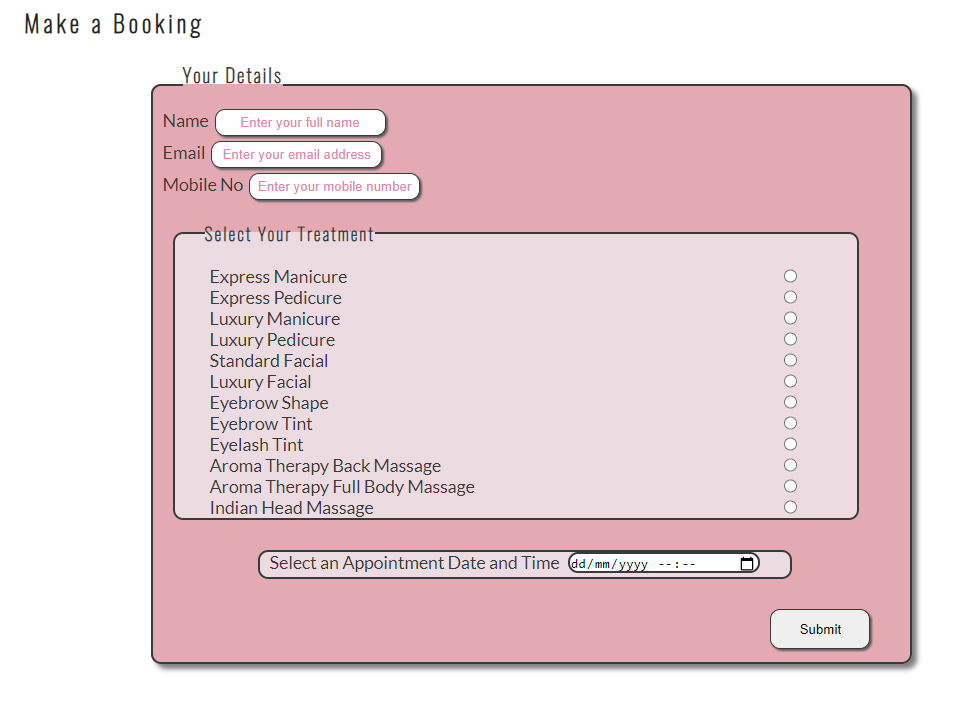 Make a Booking
Your Details
Name Enter your full name
Email Enter your email address
Mobile No Enter your mobile number
Select Your Treatment
Express Manicure
Express Pedicure
Luxury Manicure
Luxury Pedicure
Standard Facial
Luxury Facial
Eyebrow Shape
Eyebrow Tint
Eyelash Tint
Aroma Therapy Back Massage
Aroma Therapy Full Body Massage
Indian Head Massage
Select an Appointment Date and Time dd/mm/yyyy --:--
Submit